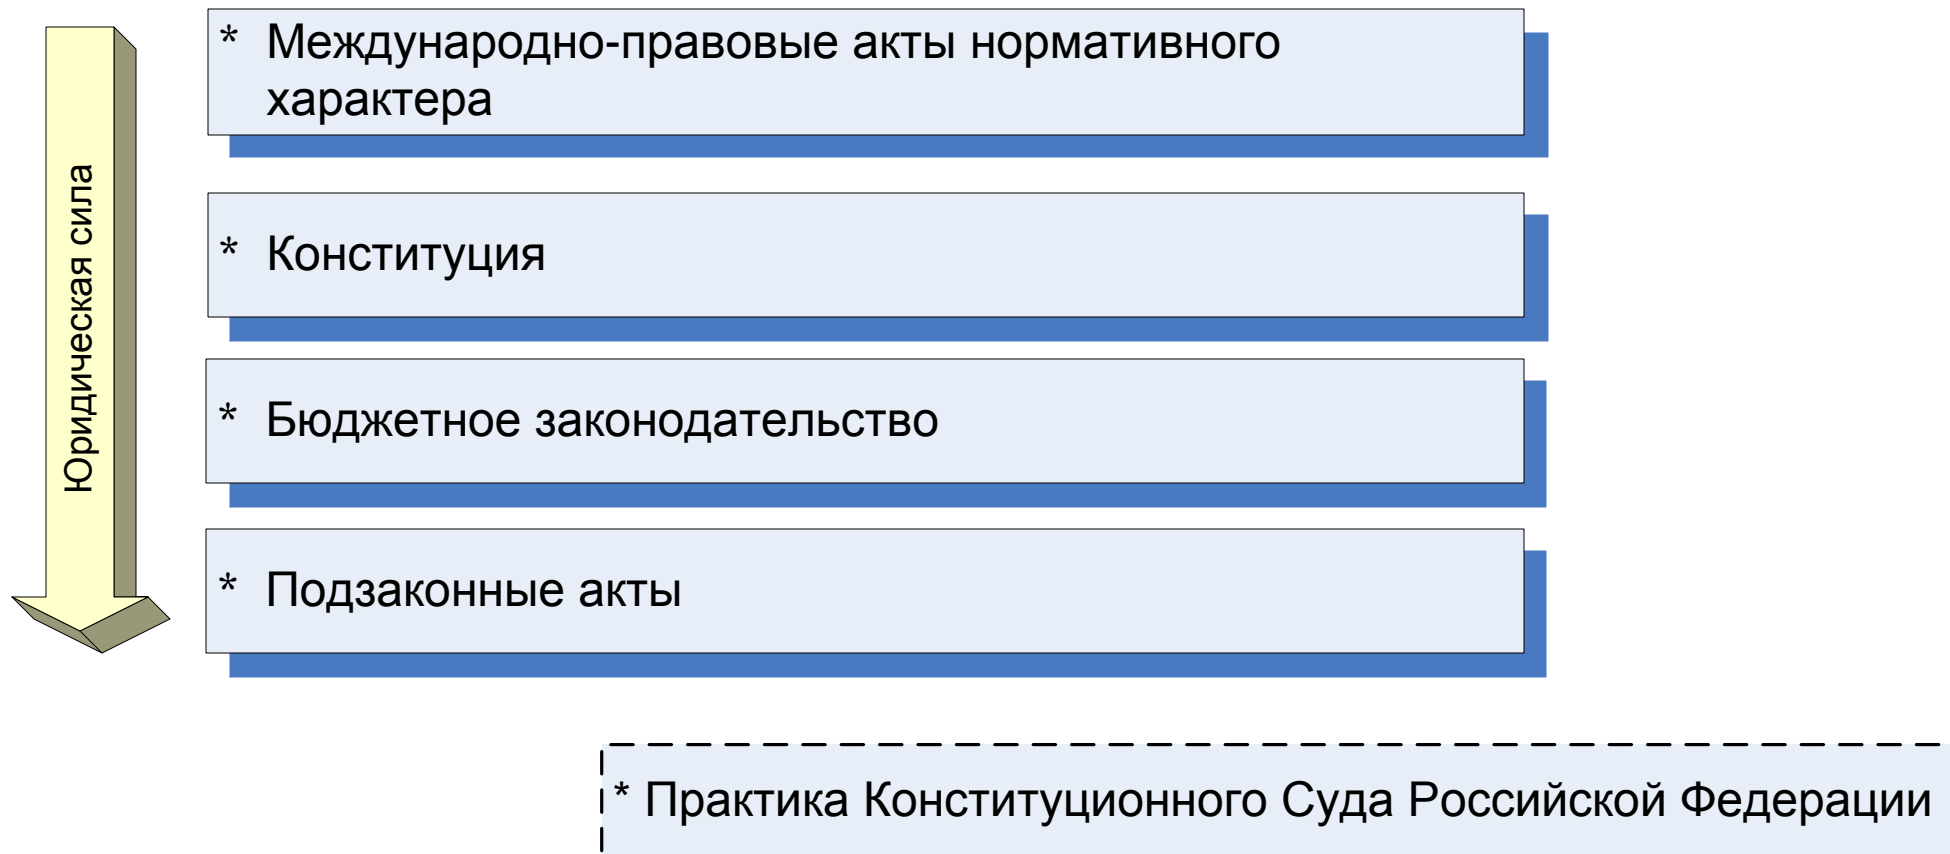 * Международно-правовые акты нормативного
характера
Юридическая сила
* Конституция
* Бюджетное законодательство
* Подзаконные акты
* Практика Конституционного Суда Российской Федерации